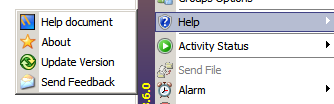 Groups Options
Help
Help document
About
Update Version
Send Feedback
Activity Status
Send File
Alarm
.6.0